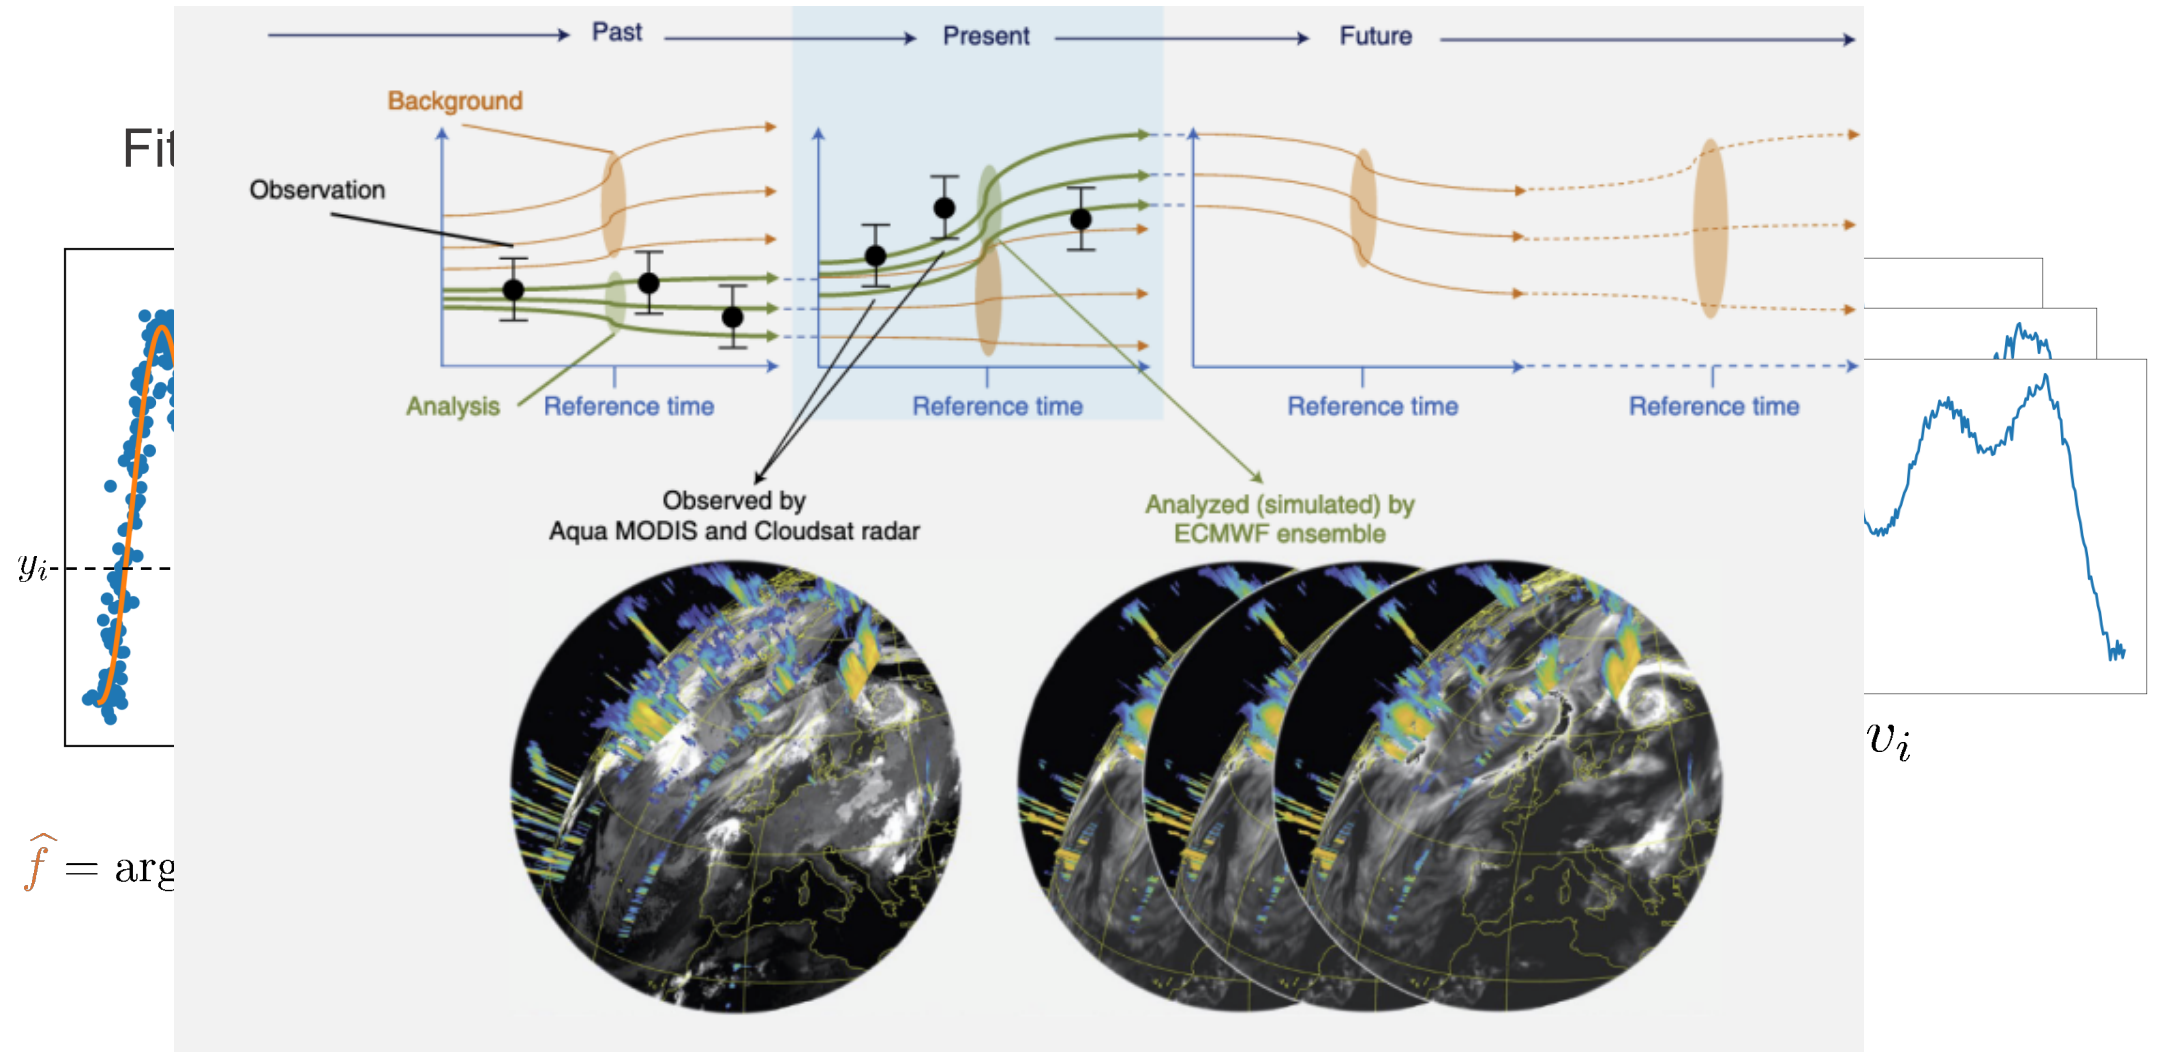 Past
Present
Future
Background
Fit
Observation
Analysis
Reference time
Reference time
Reference time
Reference time
Observed by
Aqua MODIS and Cloudsat radar
Analyzed (simulated) by
ECMWF ensemble
y_i
v_i
\widehat{f} = arg